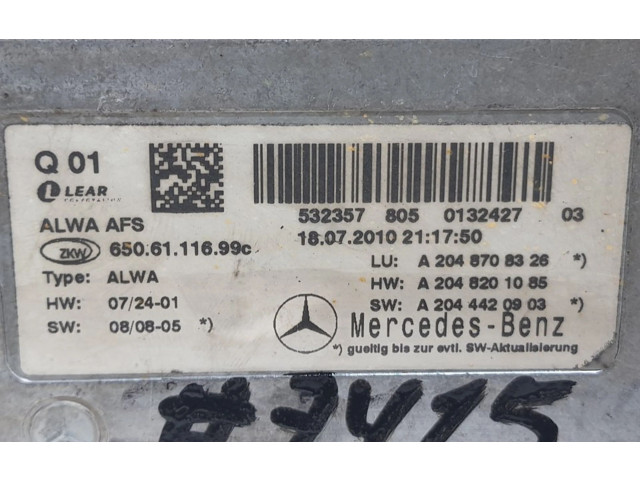 Q 01
LEAR
CORPORATION
532357 805 0132427 03
18.07.2010 21:17:50
ALWA AFS
ZKW 650.61.116.99c
Type: ALWA
HW: 07/24-01
SW: 08/08-05 *)
LU: A 204 870 83 26 *)
HW: A 204 820 10 85
SW: A 204 442 09 03 *)
Mercedes-Benz
*) gueltig bis zur evtl. SW-Aktualisierung
#7415